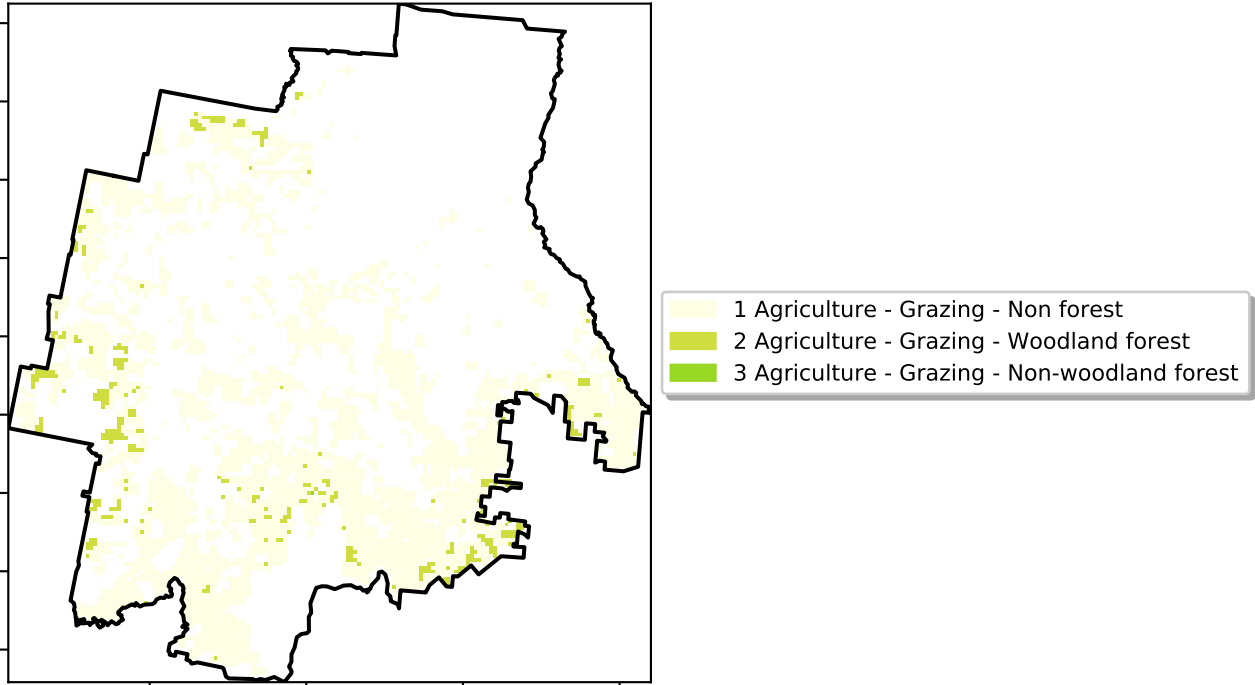 1 Agriculture - Grazing - Non forest
2 Agriculture - Grazing - Woodland forest
3 Agriculture - Grazing - Non-woodland forest